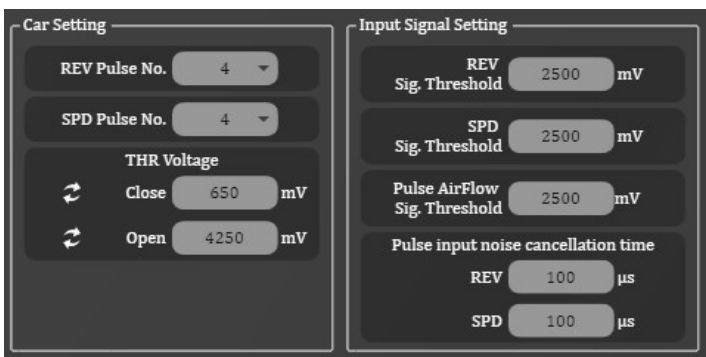 Car Setting
REV Pulse No. 4
SPD Pulse No. 4
THR Voltage
Close 650 mV
Open 4250 mV
Input Signal Setting
REV
Sig. Threshold 2500 mV
SPD
Sig. Threshold 2500 mV
Pulse AirFlow
Sig. Threshold 2500 mV
Pulse input noise cancellation time
REV 100 µs
SPD 100 µs